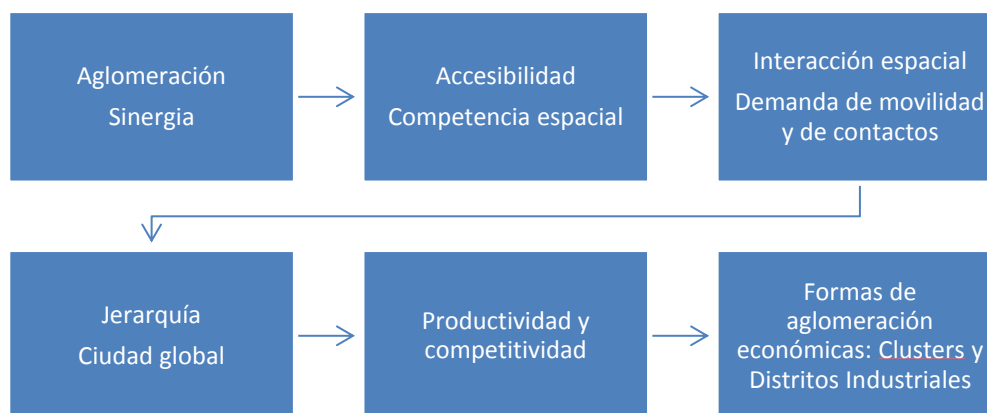 Aglomeración
Sinergia
Accesibilidad
Competencia espacial
Interacción espacial
Demanda de movilidad
y de contactos
Jerarquía
Ciudad global
Productividad y
competitividad
Formas de
aglomeración
económicas: Clusters y
Distritos Industriales